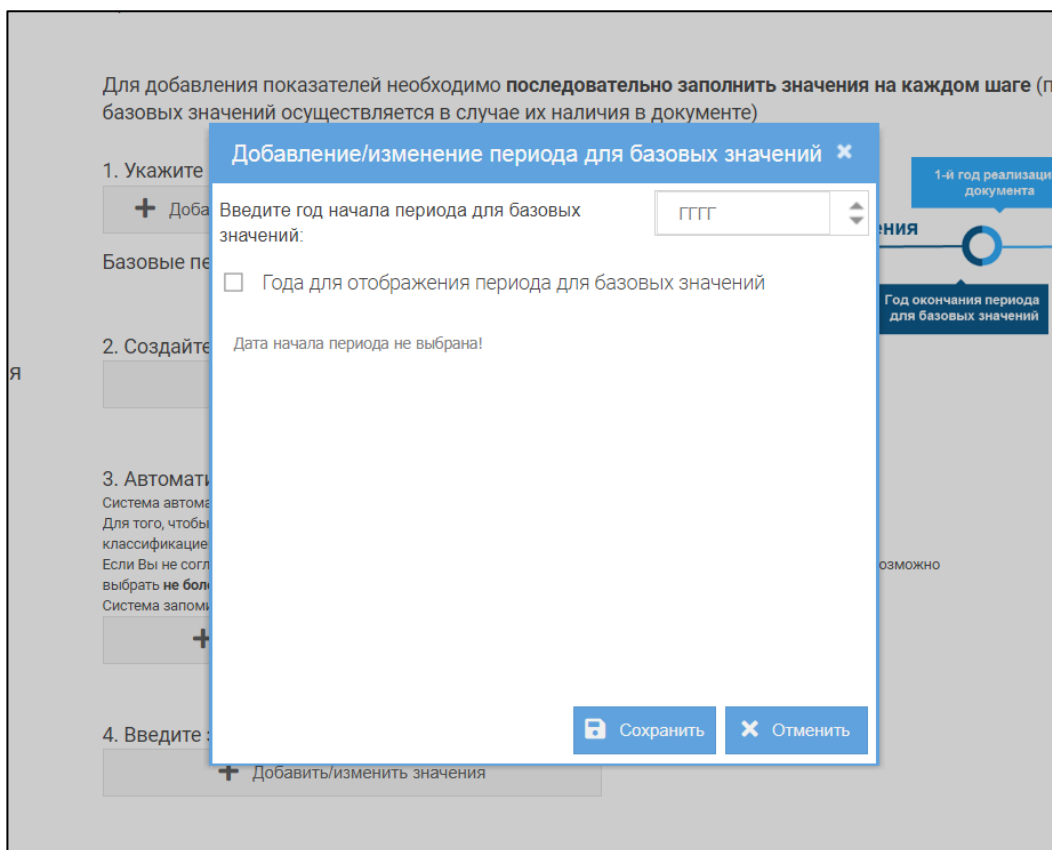 Для добавления показателей необходимо последовательно заполнить значения на каждом шаге (п
базовых значений осуществляется в случае их наличия в документе)
Добавление/изменение периода для базовых значений
1. Укажите
Доба
Введите год начала периода для базовых
значений:
ГГГГ
1-й год реализаци
документа
ния
Базовые пе
Года для отображения периода для базовых значений
Год окончания периода
для базовых значений
2. Создайте
Дата начала периода не выбрана!
я
3. Автомати
Система автома
Для того, чтобы
классификацие
Если Вы не согл
озможно
выбрать не бол
Система запоми
4. Введите
Сохранить
Отменить
Добавить/изменить значения